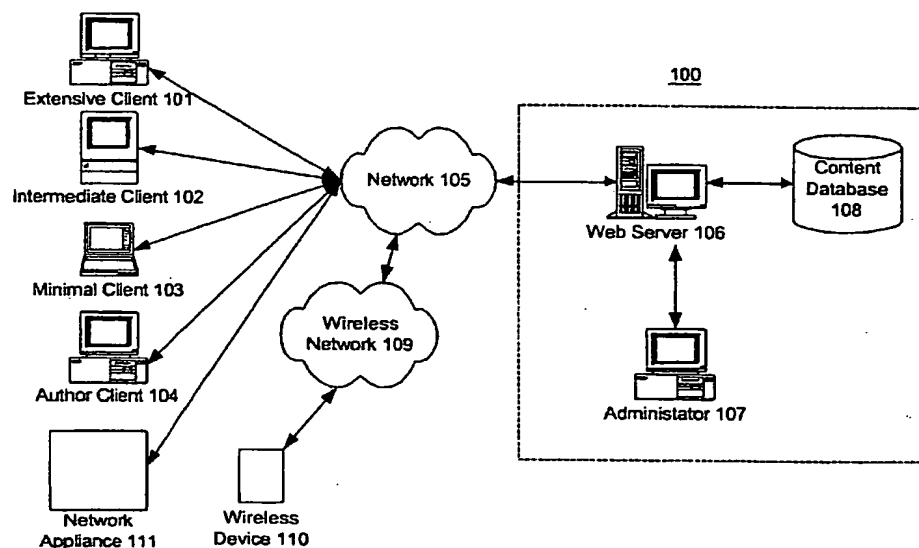 Extensive Client 101
Intermediate Client 102
Minimal Client 103
Author Client 104
Network
Appliance 111
Network 105
Wireless
Network 109
Wireless
Device 110
100
Web Server 106
Content
Database
108
Administator 107